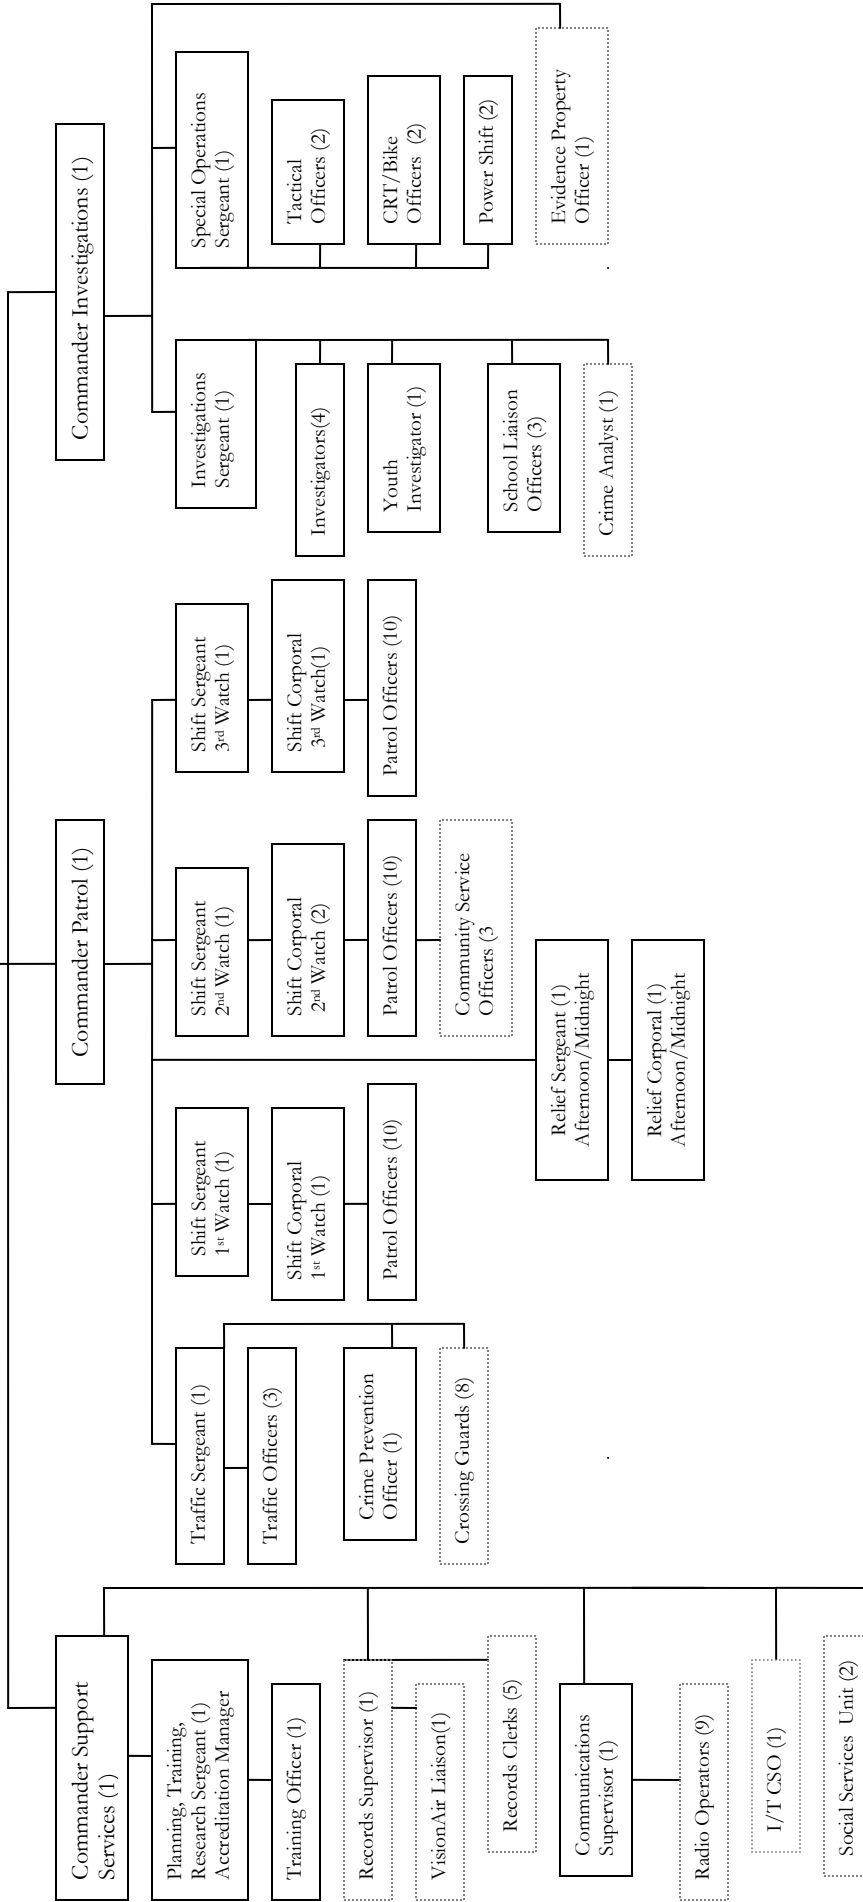 Commander Support
Services (1)
Planning, Training,
Research Sergeant (1)
Accreditation Manager
Training Officer (1)
Records Supervisor (1)
VisionAir Liaison(1)
Records Clerks (5)
Communications
Supervisor (1)
Radio Operators (9)
I/T CSO (1)
Social Services Unit (2)
Commander Patrol (1)
Traffic Sergeant (1)
Traffic Officers (3)
Crime Prevention
Officer (1)
Crossing Guards (8)
Shift Sergeant
1st Watch (1)
Shift Corporal
1st Watch (1)
Patrol Officers (10)
Shift Sergeant
2nd Watch (1)
Shift Corporal
2nd Watch (2)
Patrol Officers (10)
Community Service
Officers (3
Relief Sergeant (1)
Afternoon/Midnight
Relief Corporal (1)
Afternoon/Midnight
Shift Sergeant
3rd Watch (1)
Shift Corporal
3rd Watch(1)
Patrol Officers (10)
Commander Investigations (1)
Investigations
Sergeant (1)
Investigators(4)
Youth
Investigator (1)
School Liaison
Officers (3)
Crime Analyst (1)
Special Operations
Sergeant (1)
Tactical
Officers (2)
CRT/Bike
Officers (2)
Power Shift (2)
Evidence Property
Officer (1)